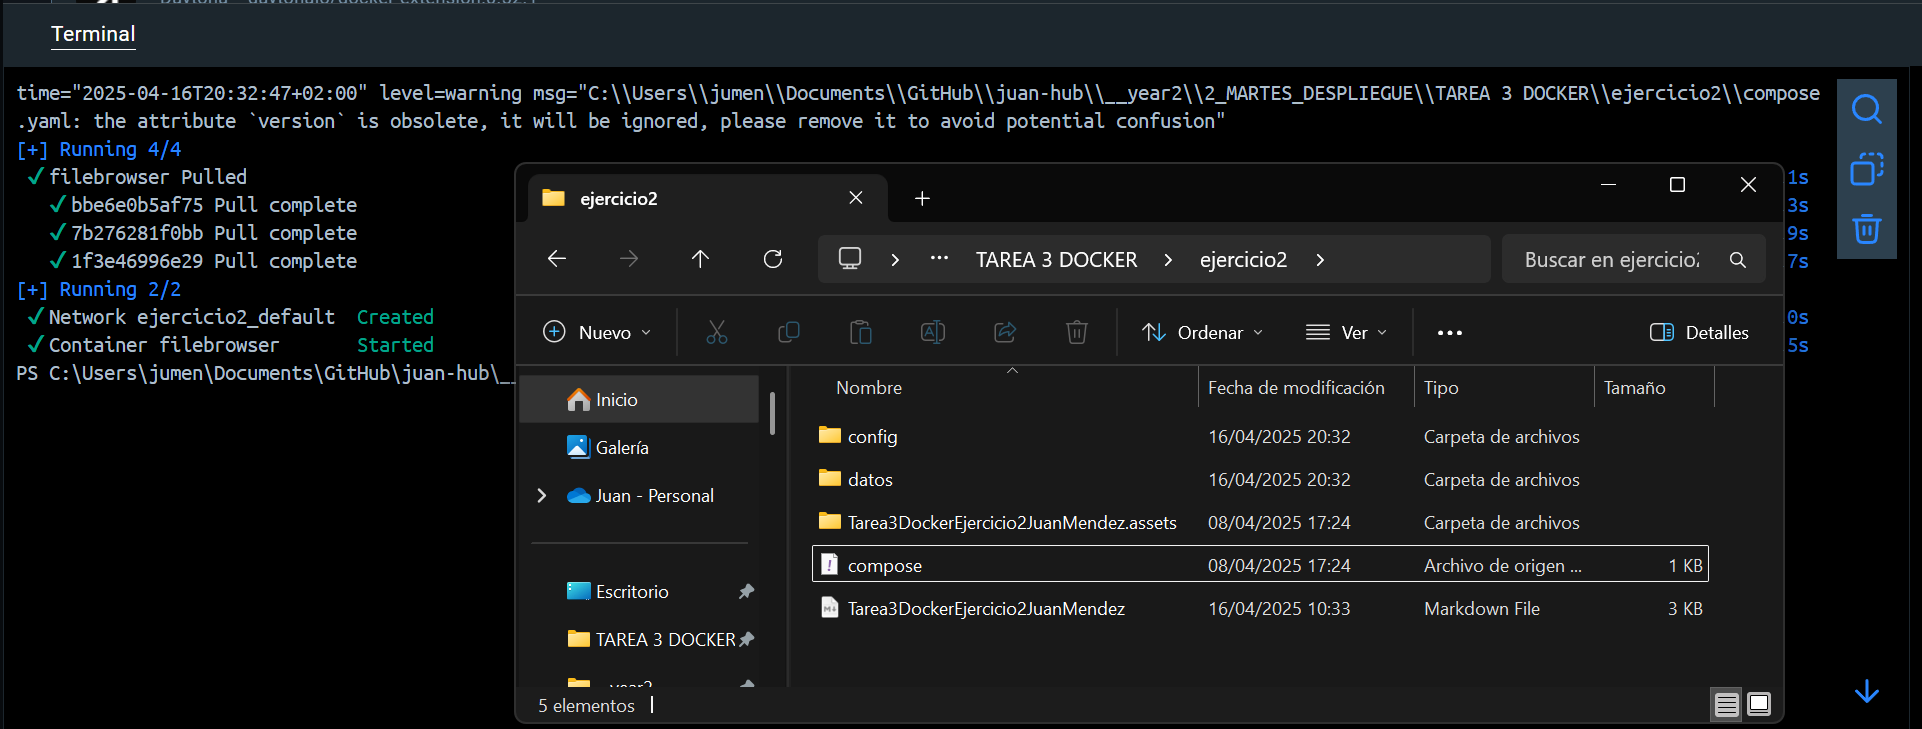 Terminal
time="2025-04-16T20:32:47+02:00" level=warning msg="C:\\Users\\jumen\\Documents\\GitHub\\juan-hub\\__year2\\2_MARTES_DESPLIEGUE\\TAREA 3 DOCKER\\ejercicio2\\compose
.yaml: the attribute `version` is obsolete, it will be ignored, please remove it to avoid potential confusion"
[+] Running 4/4
✔ filebrowser Pulled 1s
✔ bbe6e0b5af75 Pull complete 3s
✔ 7b276281f0bb Pull complete 9s
✔ 1f3e46996e29 Pull complete 7s
[+] Running 2/2
✔ Network ejercicio2_default Created 0s
✔ Container filebrowser Started 5s
PS C:\Users\jumen\Documents\GitHub\juan-hub\__
ejercicio2
TAREA 3 DOCKER > ejercicio2 >
Buscar en ejercicio2
Nuevo
Ordenar
Ver
Detalles
Inicio
Galería
Juan - Personal
Escritorio
TAREA 3 DOCKER
Nombre Fecha de modificación Tipo Tamaño
config 16/04/2025 20:32 Carpeta de archivos
datos 16/04/2025 20:32 Carpeta de archivos
Tarea3DockerEjercicio2JuanMendez.assets 08/04/2025 17:24 Carpeta de archivos
compose 08/04/2025 17:24 Archivo de origen ... 1 KB
Tarea3DockerEjercicio2JuanMendez 16/04/2025 10:33 Markdown File 3 KB
5 elementos